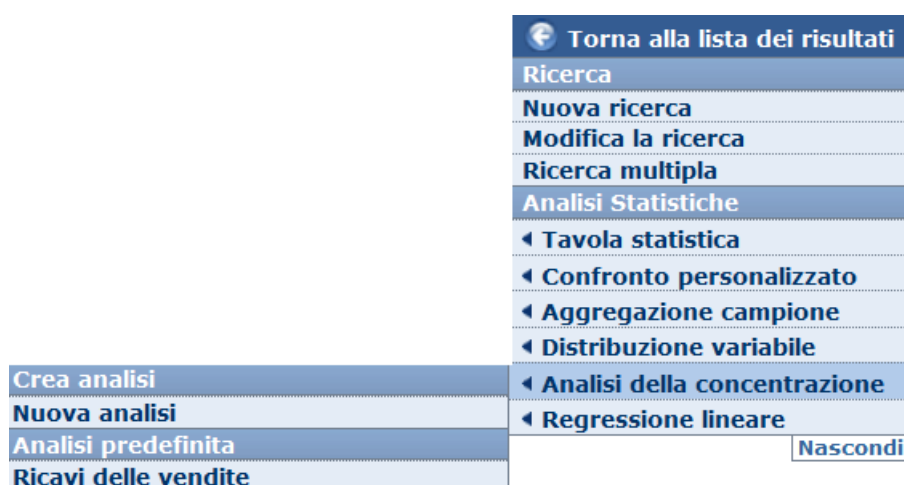 Torna alla lista dei risultati
Ricerca
Nuova ricerca
Modifica la ricerca
Ricerca multipla
Analisi Statistiche
Tavola statistica
Confronto personalizzato
Aggregazione campione
Distribuzione variabile
Analisi della concentrazione
Regressione lineare
Nascondi
Crea analisi
Nuova analisi
Analisi predefinita
Ricavi delle vendite